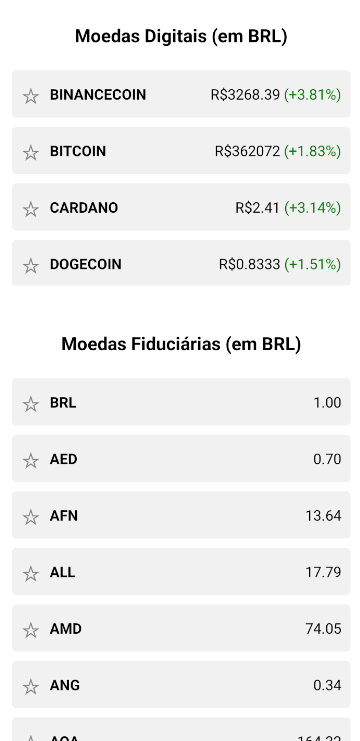 Moedas Digitais (em BRL)
☆ BINANCECOIN R$3268.39 (+3.81%)
☆ BITCOIN R$362072 (+1.83%)
☆ CARDANO R$2.41 (+3.14%)
☆ DOGECOIN R$0.8333 (+1.51%)
Moedas Fiduciárias (em BRL)
☆ BRL 1.00
☆ AED 0.70
☆ AFN 13.64
☆ ALL 17.79
☆ AMD 74.05
☆ ANG 0.34